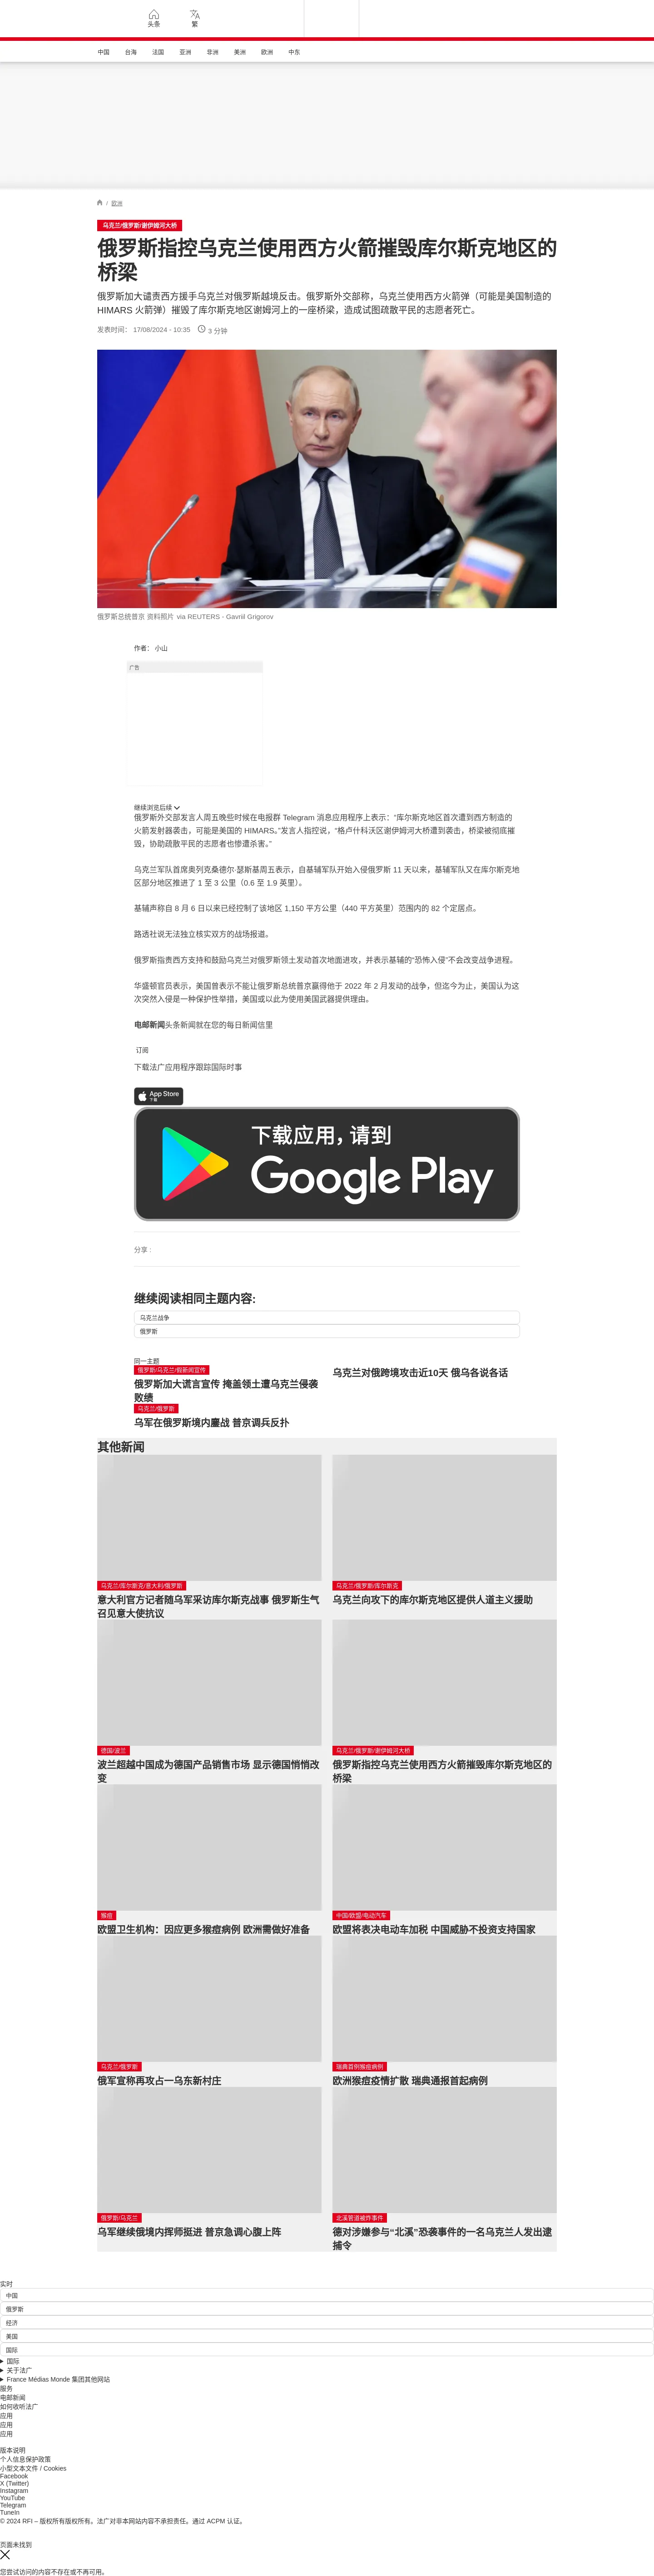 头条
繁
中国
台海
法国
亚洲
非洲
美洲
欧洲
中东
/ 欧洲
乌克兰/俄罗斯/谢伊姆河大桥
俄罗斯指控乌克兰使用西方火箭摧毁库尔斯克地区的
桥梁
俄罗斯加大谴责西方援手乌克兰对俄罗斯越境反击。俄罗斯外交部称，乌克兰使用西方火箭弹（可能是美国制造的
HIMARS 火箭弹）摧毁了库尔斯克地区谢姆河上的一座桥梁，造成试图疏散平民的志愿者死亡。
发表时间： 17/08/2024 - 10:35 3 分钟
俄罗斯总统普京 资料照片 via REUTERS - Gavriil Grigorov
作者： 小山
广告
继续浏览后续
俄罗斯外交部发言人周五晚些时候在电报群 Telegram 消息应用程序上表示：“库尔斯克地区首次遭到西方制造的
火箭发射器袭击，可能是美国的 HIMARS。”发言人指控说，“格卢什科沃区谢伊姆河大桥遭到袭击，桥梁被彻底摧
毁，协助疏散平民的志愿者也惨遭杀害。”
乌克兰军队首席奥列克桑德尔·瑟斯基周五表示，自基辅军队开始入侵俄罗斯 11 天以来，基辅军队又在库尔斯克地
区部分地区推进了 1 至 3 公里（0.6 至 1.9 英里）。
基辅声称自 8 月 6 日以来已经控制了该地区 1,150 平方公里（440 平方英里）范围内的 82 个定居点。
路透社说无法独立核实双方的战场报道。
俄罗斯指责西方支持和鼓励乌克兰对俄罗斯领土发动首次地面进攻，并表示基辅的“恐怖入侵”不会改变战争进程。
华盛顿官员表示，美国曾表示不能让俄罗斯总统普京赢得他于 2022 年 2 月发动的战争，但迄今为止，美国认为这
次突然入侵是一种保护性举措，美国或以此为使用美国武器提供理由。
电邮新闻头条新闻就在您的每日新闻信里
订阅
下载法广应用程序跟踪国际时事
App Store
下载
下载应用，请到
Google Play
分享 :
继续阅读相同主题内容:
乌克兰战争
俄罗斯
同一主题
俄罗斯/乌克兰/假新闻宣传
俄罗斯加大谎言宣传 掩盖领土遭乌克兰侵袭
败绩
乌克兰对俄跨境攻击近10天 俄乌各说各话
乌克兰/俄罗斯
乌军在俄罗斯境内鏖战 普京调兵反扑
其他新闻
乌克兰/库尔斯克/意大利/俄罗斯
意大利官方记者随乌军采访库尔斯克战事 俄罗斯生气
召见意大使抗议
乌克兰/俄罗斯/库尔斯克
乌克兰向攻下的库尔斯克地区提供人道主义援助
德国/波兰
波兰超越中国成为德国产品销售市场 显示德国悄悄改
变
乌克兰/俄罗斯/谢伊姆河大桥
俄罗斯指控乌克兰使用西方火箭摧毁库尔斯克地区的
桥梁
猴痘
欧盟卫生机构：因应更多猴痘病例 欧洲需做好准备
中国/欧盟/电动汽车
欧盟将表决电动车加税 中国威胁不投资支持国家
乌克兰/俄罗斯
俄军宣称再攻占一乌东新村庄
瑞典首例猴痘病例
欧洲猴痘疫情扩散 瑞典通报首起病例
俄罗斯/乌克兰
乌军继续俄境内挥师挺进 普京急调心腹上阵
北溪管道被炸事件
德对涉嫌参与“北溪”恐袭事件的一名乌克兰人发出逮
捕令
实时
中国
俄罗斯
经济
美国
国际
国际
关于法广
France Médias Monde 集团其他网站
服务
电邮新闻
如何收听法广
应用
应用
应用
版本说明
个人信息保护政策
小型文本文件 / Cookies
Facebook
X (Twitter)
Instagram
YouTube
Telegram
TuneIn
© 2024 RFI – 版权所有版权所有。法广对非本网站内容不承担责任。通过 ACPM 认证。
页面未找到
您尝试访问的内容不存在或不再可用。